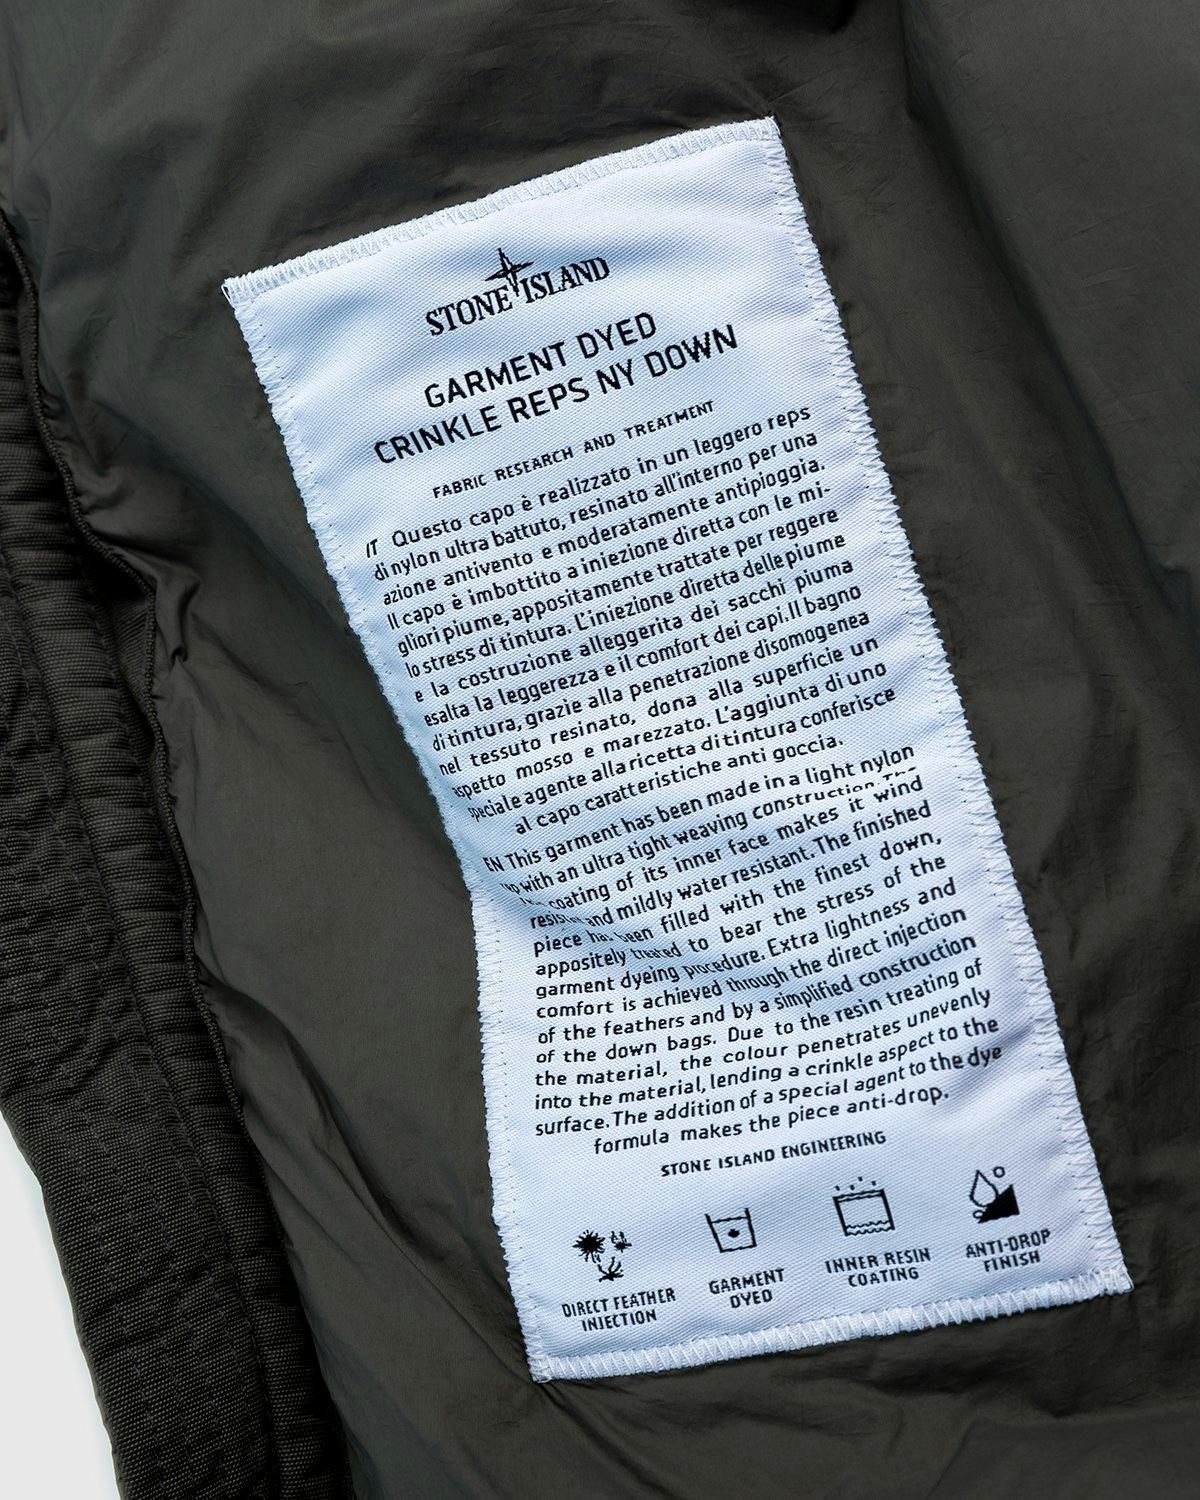 STONE ISLAND
GARMENT DYED
CRINKLE REPS NY DOWN
FABRIC RESEARCH AND TREATMENT
IT Questo capo è realizzato in un leggero reps
di nylon ultra battuto, resinato all'interno per una
azione antivento e moderatamente antipioggia.
Il capo è imbottito a iniezione diretta con le mi-
gliori piume, appositamente trattate per reggere
lo stress di tintura. L'iniezione diretta delle piume
e la costruzione alleggerita dei sacchi piuma
esalta la leggerezza e il comfort dei capi. Il bagno
di tintura, grazie alla penetrazione disomogenea
nel tessuto resinato, dona alla superficie un
aspetto mosso e marezzato. L'aggiunta di uno
speciale agente alla ricetta di tintura conferisce
al capo caratteristiche anti goccia.
EN This garment has been made in a light nylon
with an ultra tight weaving construction. The
coating of its inner face makes it wind
resistant and mildly water resistant. The finished
piece has been filled with the finest down,
appositely treated to bear the stress of the
garment dyeing procedure. Extra lightness and
comfort is achieved through the direct injection
of the feathers and by a simplified construction
of the down bags. Due to the resin treating of
the material, the colour penetrates unevenly
into the material, lending a crinkle aspect to the
surface. The addition of a special agent to the dye
formula makes the piece anti-drop.
STONE ISLAND ENGINEERING
DIRECT FEATHER
INJECTION
GARMENT
DYED
INNER RESIN
COATING
ANTI-DROP
FINISH